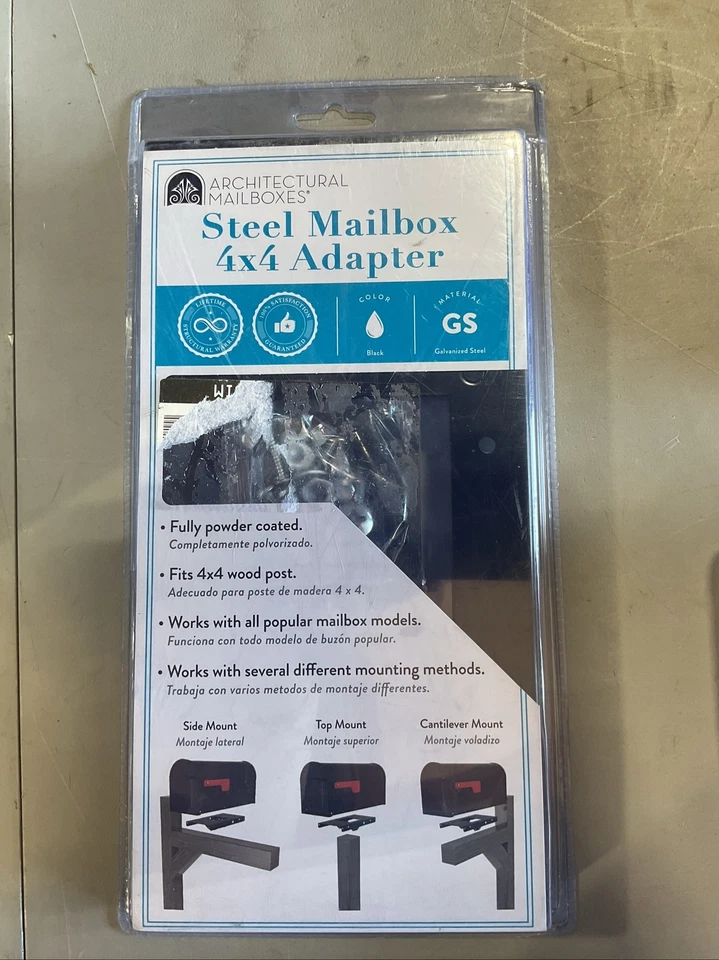 ARCHITECTURAL
MAILBOXES®
Steel Mailbox
4x4 Adapter
LIFETIME
STRUCTURAL WARRANTY
100% SATISFACTION
GUARANTEED
COLOR
Black
MATERIAL
GS
Galvanized Steel
• Fully powder coated.
Completamente polvorizado.
• Fits 4x4 wood post.
Adecuado para poste de madera 4 x 4.
• Works with all popular mailbox models.
Funciona con todo modelo de buzón popular.
• Works with several different mounting methods.
Trabaja con varios metodos de montaje differentes.
Side Mount
Montaje lateral
Top Mount
Montaje superior
Cantilever Mount
Montaje voladizo